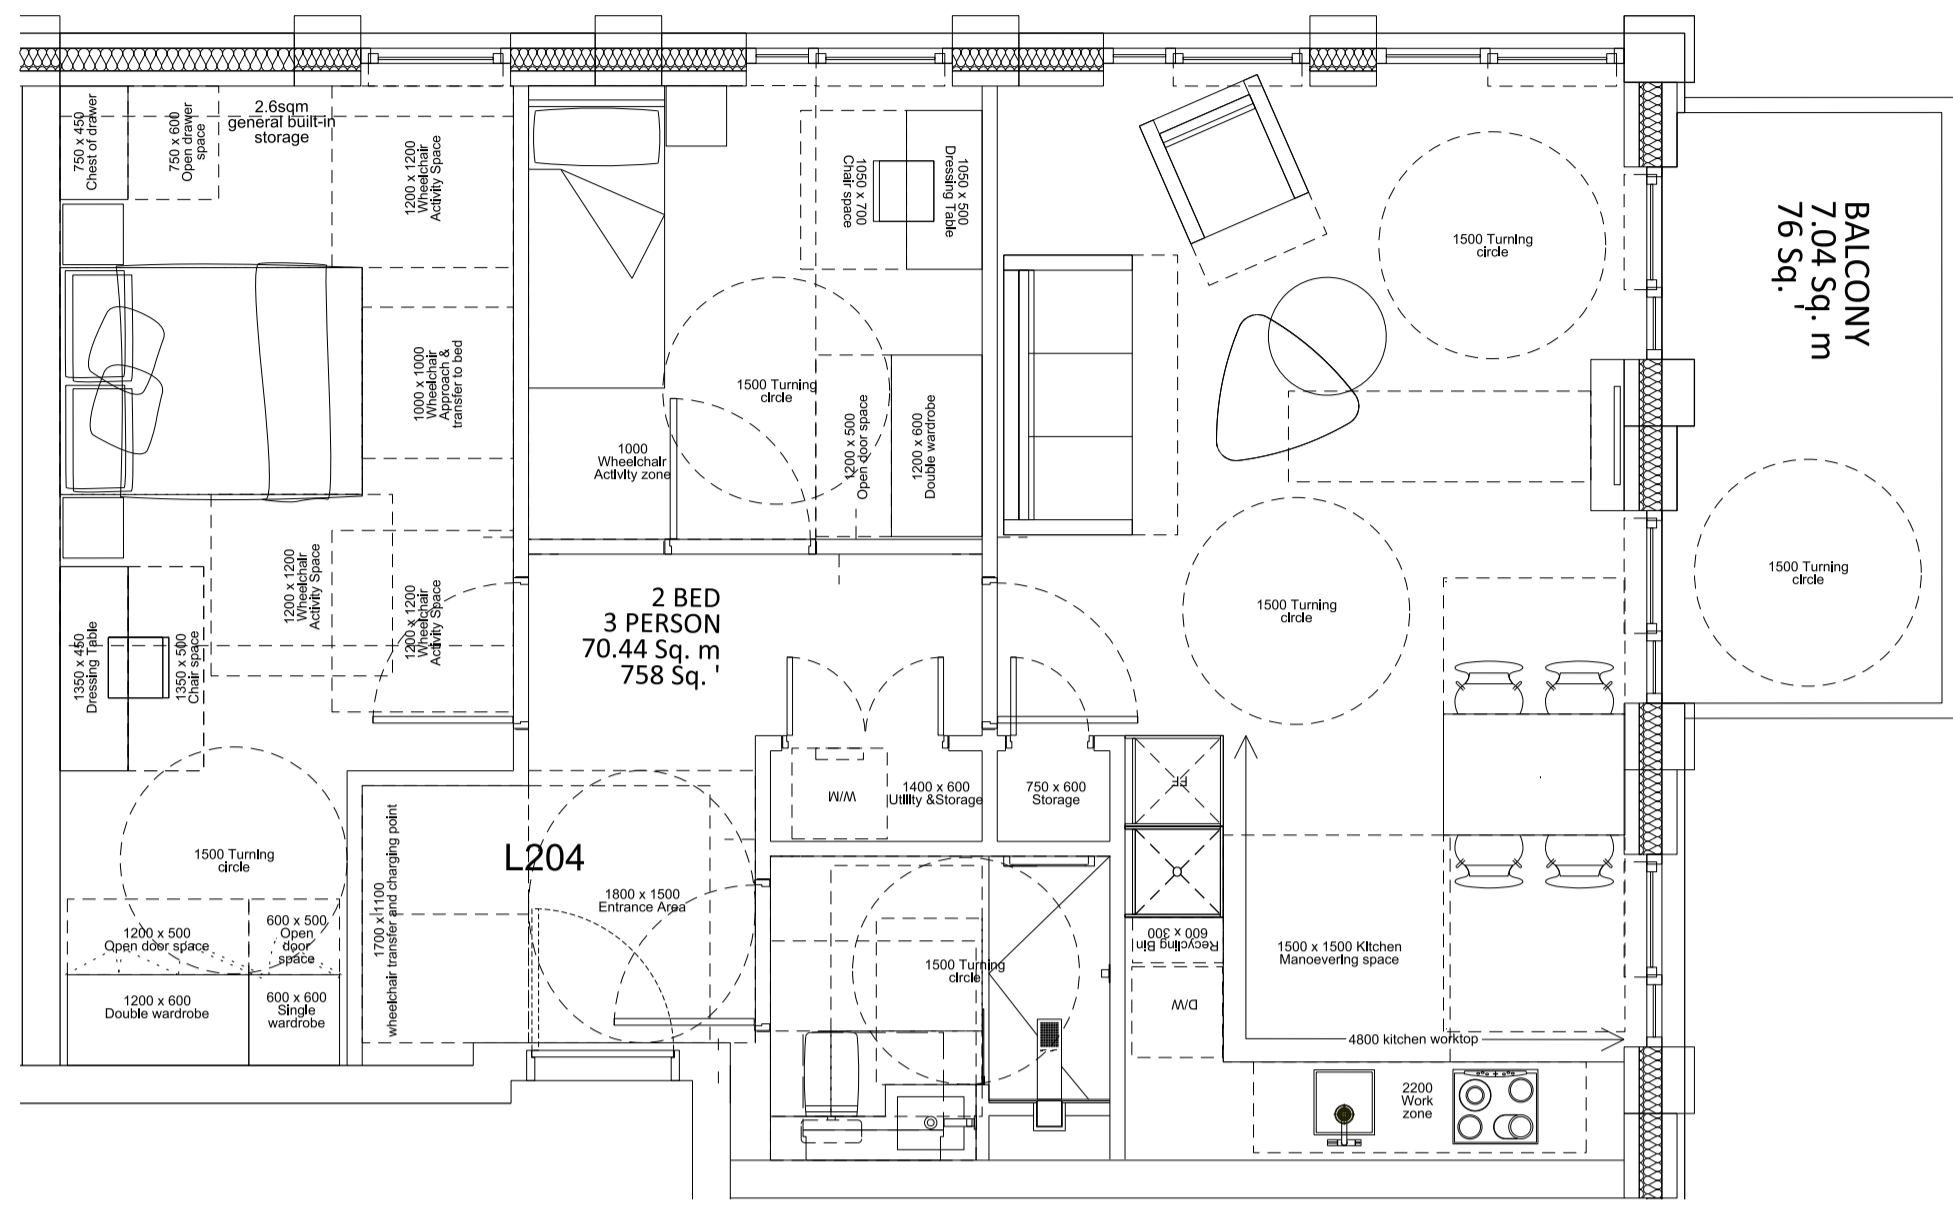 750 x 450
Chest of drawer
750 x 600
Open drawer
space
2.6sqm
general built-in
storage
1200 x 1200
Wheelchair
Activity Space
1050 x 700
Chair space
1050 x 500
Dressing Table
1500 Turning
circle
BALCONY
7.04 Sq. m
76 Sq. '
1000 x 1000
Wheelchair
Approach &
transfer to bed
1500 Turning
circle
1000
Wheelchair
Activity zone
1200 x 500
Open door space
1200 x 600
Double wardrobe
1500 Turning
circle
1500 Turning
circle
1200 x 1200
Wheelchair
Activity Space
1200 x 1200
Wheelchair
Activity Space
1350 x 450
Dressing Table
1350 x 500
Chair space
2 BED
3 PERSON
70.44 Sq. m
758 Sq. '
W/M
1400 x 600
Utility &Storage
750 x 600
Storage
FF
1500 Turning
circle
L204
1700 x 1100
wheelchair transfer and charging point
1800 x 1500
Entrance Area
1200 x 500
Open door space
600 x 500
Open
door
space
1200 x 600
Double wardrobe
600 x 600
Single
wardrobe
1500 Turning
circle
Recycling Bin
600 x 300
D/W
1500 x 1500 Kitchen
Manoevering space
4800 kitchen worktop
2200
Work
zone